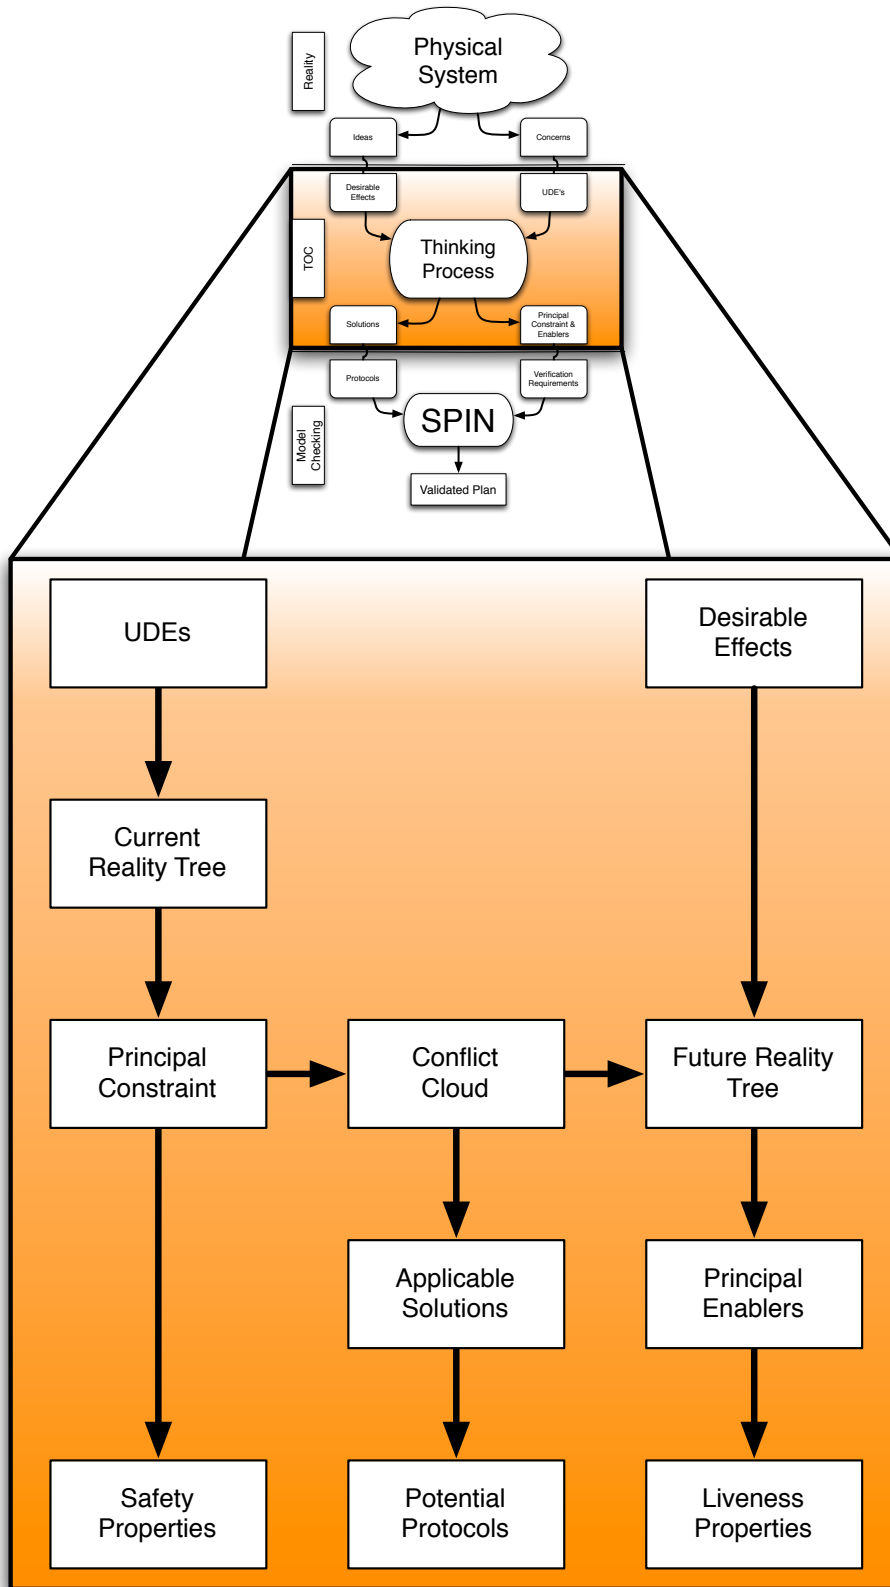 Physical
System
Reality
Ideas
Concerns
Desirable
Effects
UDE's
TOC
Thinking
Process
Solutions
Principal
Constraint &
Enablers
Protocols
Verification
Requirements
Model
Checking
SPIN
Validated Plan
UDEs
Desirable
Effects
Current
Reality Tree
Principal
Constraint
Conflict
Cloud
Future Reality
Tree
Applicable
Solutions
Principal
Enablers
Safety
Properties
Potential
Protocols
Liveness
Properties